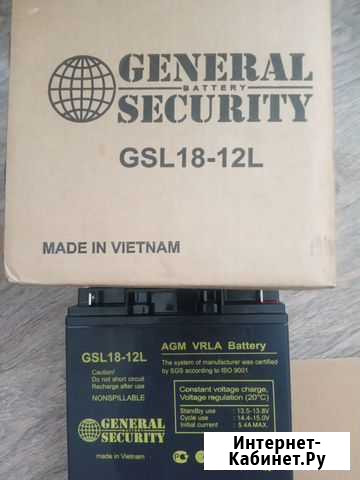 GENERAL
BATTERY
SECURITY
GSL18-12L
MADE IN VIETNAM
GSL18-12L
Caution!
Do not short circuit
Recharge after use
NONSPILLABLE
AGM VRLA Battery
The system of manufacturer was certified
by SGS according to ISO 9001
Constant voltage charge,
Voltage regulation (20°C)
Standby use : 13.5-13.8V
Cycle use : 14.4-15.0V
Initial current : 5.4A MAX.
GENERAL
BATTERY
SECURITY
made in Vietnam
Интернет-
Кабинет.Ру